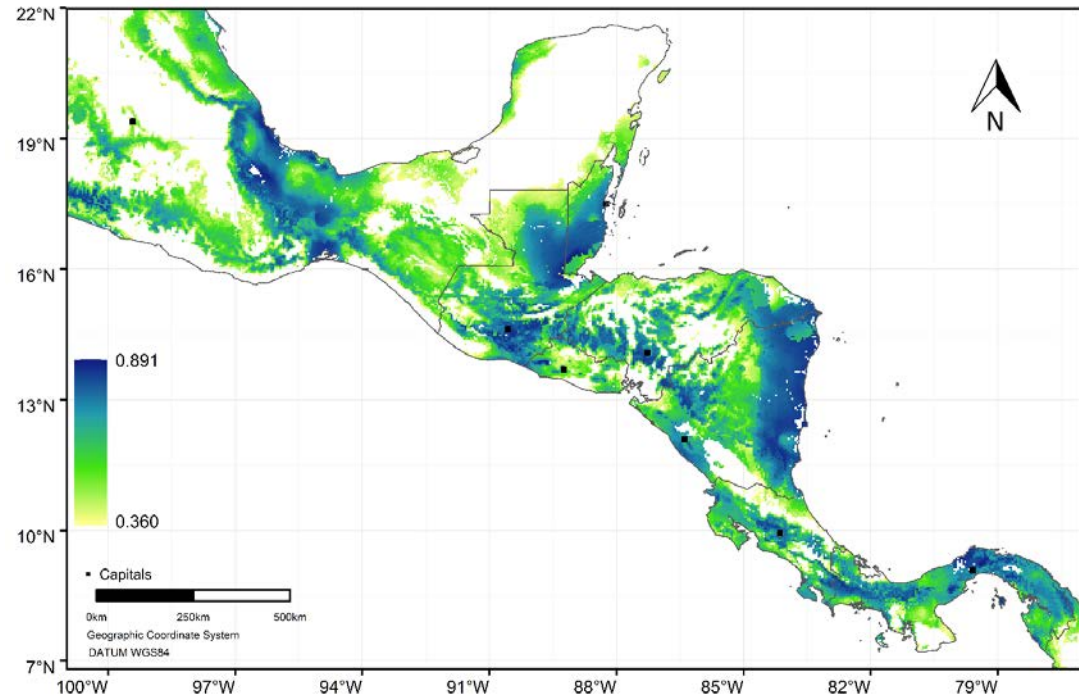 22°N
19°N
16°N
13°N
10°N
7°N
N
0.891
0.360
Capitals
0km 250km 500km
Geographic Coordinate System
DATUM WGS84
100°W 97°W 94°W 91°W 88°W 85°W 82°W 79°W